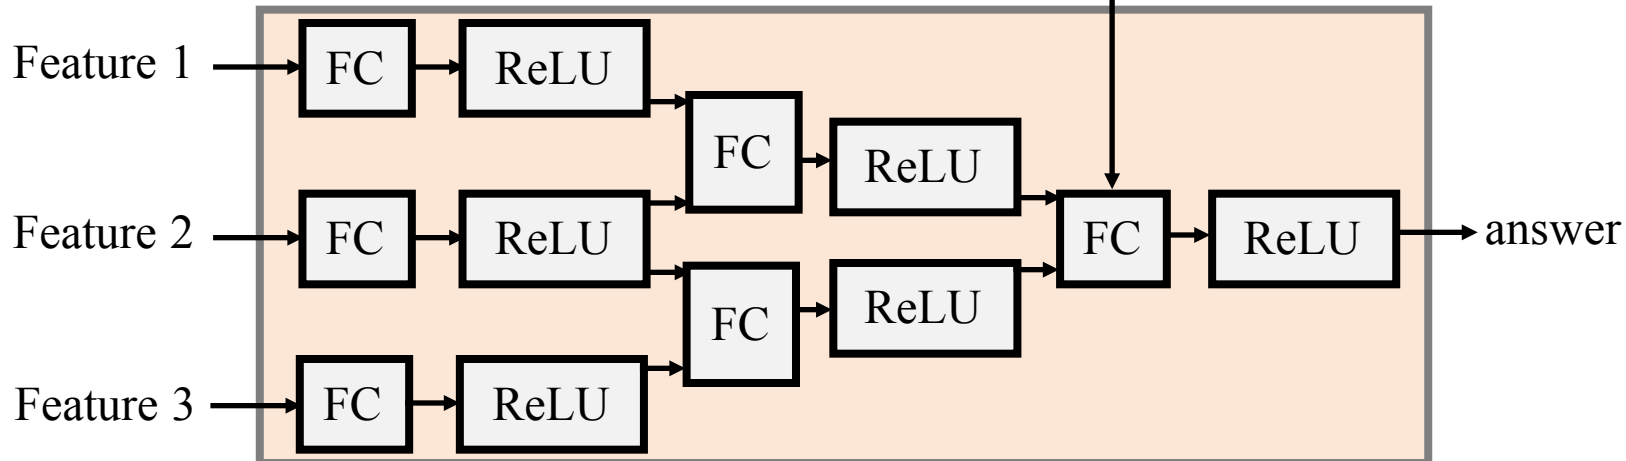 Feature 1
FC
ReLU
FC
ReLU
Feature 2
FC
ReLU
FC
ReLU
answer
FC
ReLU
Feature 3
FC
ReLU